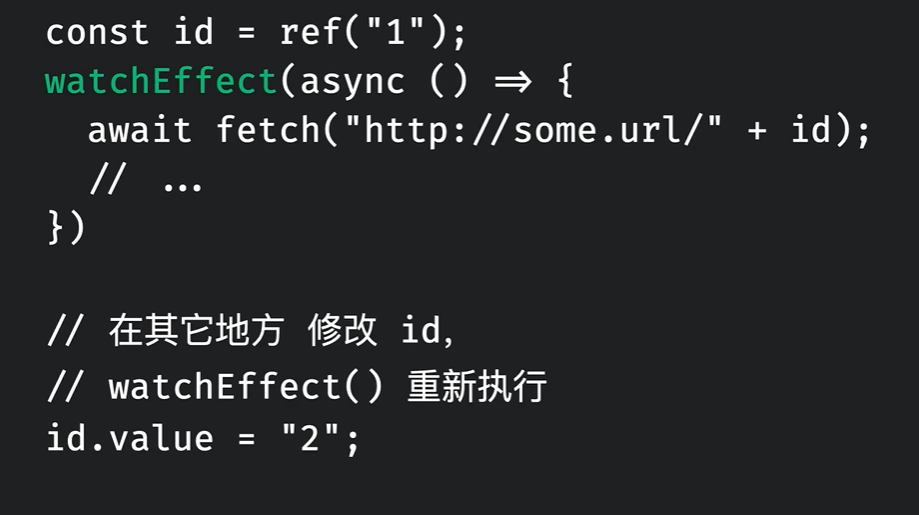 const id = ref("1");
watchEffect(async () => {
  await fetch("http://some.url/" + id);
  // ...
})
// 在其它地方 修改 id,
// watchEffect() 重新执行
id.value = "2";